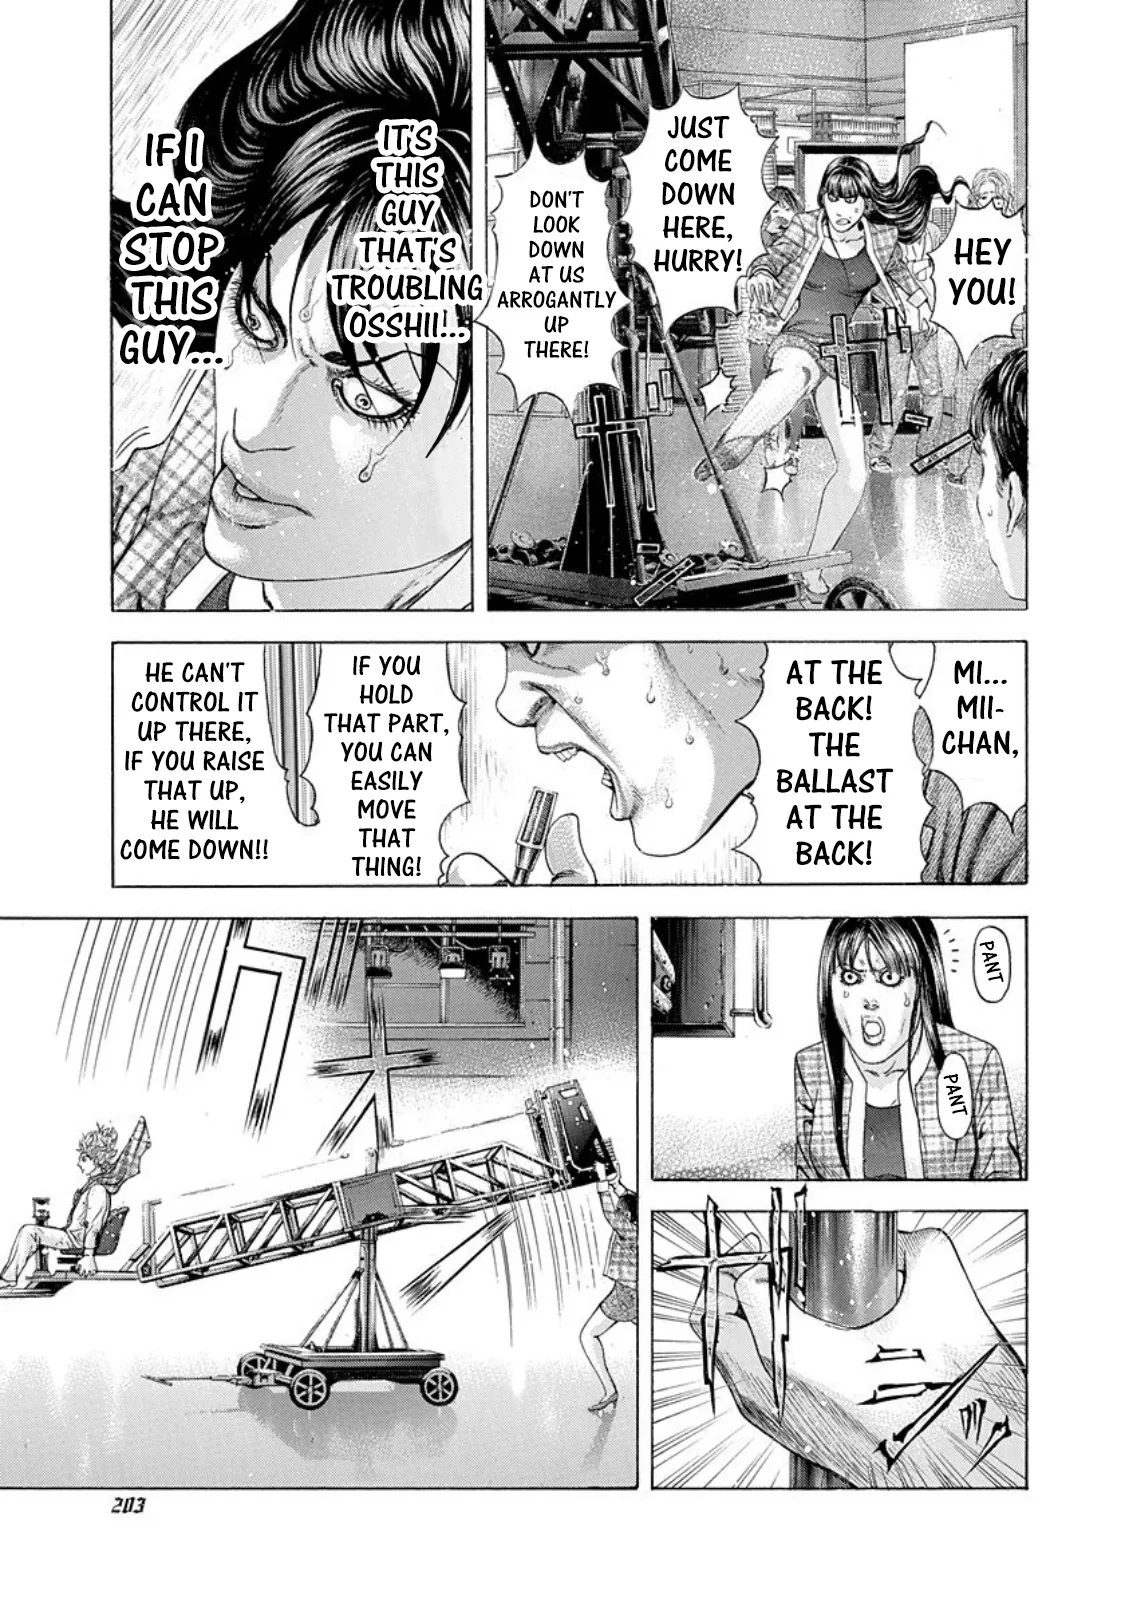 HEY
YOU!
JUST
COME
DOWN
HERE,
HURRY!
DON'T
LOOK
DOWN
AT US
ARROGANTLY
UP
THERE!
IT'S
THIS
GUY
THAT'S
TROUBLING
OSSHII!...
IF I
CAN
STOP
THIS
GUY...
MI...
MII-
CHAN,
AT THE
BACK!
THE
BALLAST
AT THE
BACK!
IF YOU
HOLD
THAT PART,
YOU CAN
EASILY
MOVE
THAT
THING!
HE CAN'T
CONTROL IT
UP THERE,
IF YOU RAISE
THAT UP,
HE WILL
COME DOWN!!
PANT
PANT
ガシッ
203